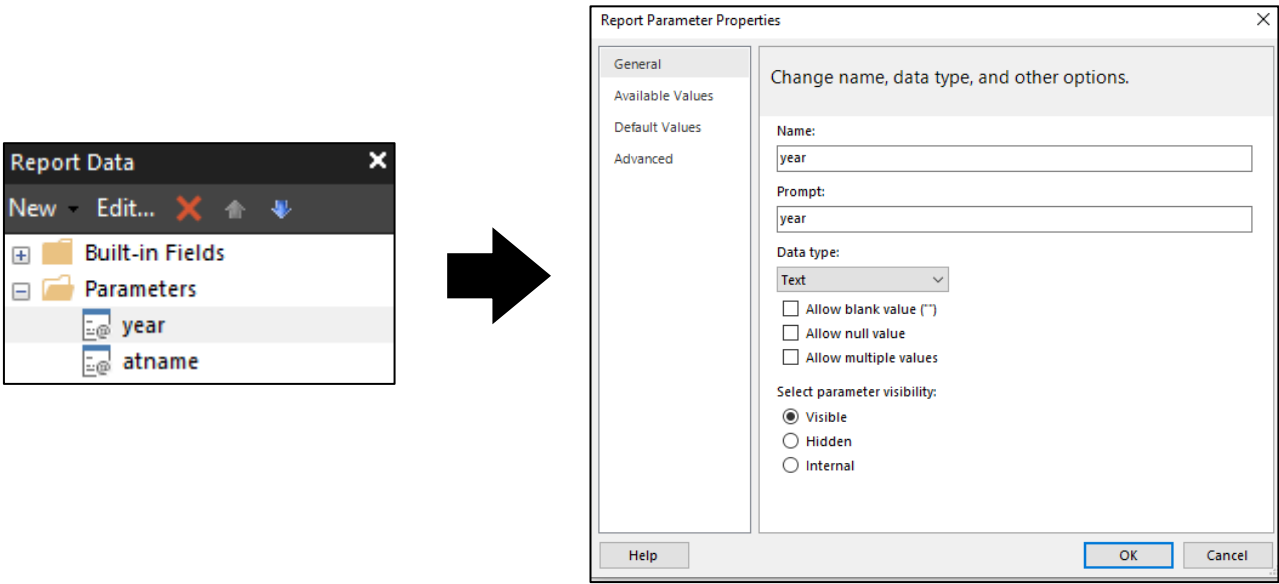 Report Data
New Edit...
Built-in Fields
Parameters
year
atname
Report Parameter Properties
General
Available Values
Default Values
Advanced
Change name, data type, and other options.
Name:
year
Prompt:
year
Data type:
Text
Allow blank value ("")
Allow null value
Allow multiple values
Select parameter visibility:
Visible
Hidden
Internal
Help OK Cancel